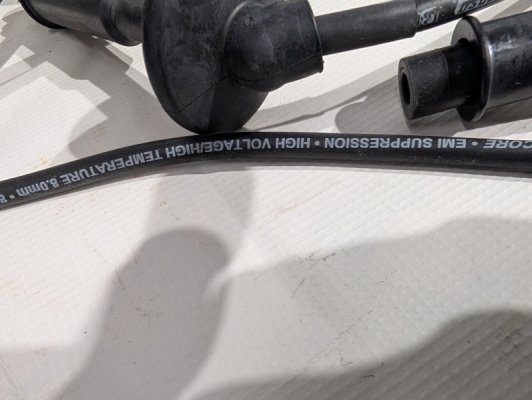 CORE • EMI SUPPRESSION • HIGH VOLTAGE/HIGH TEMPERATURE 8.0mm •